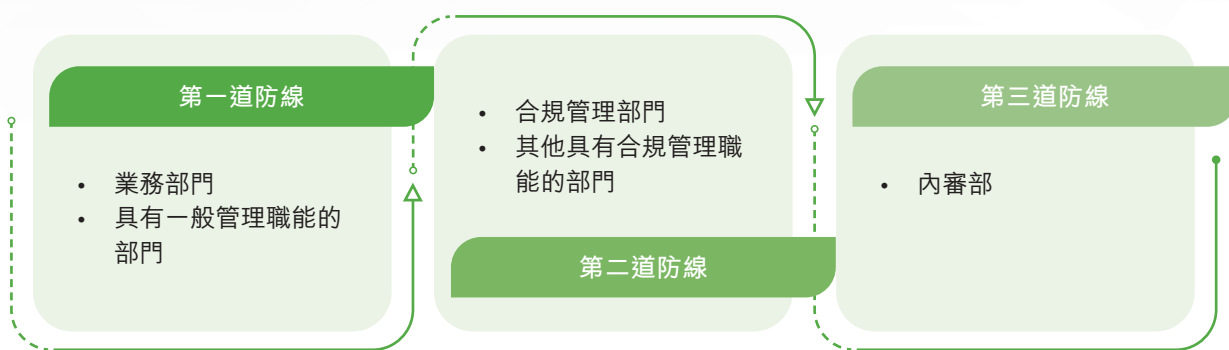 第一道防線
• 業務部門
• 具有一般管理職能的
部門
• 合規管理部門
• 其他具有合規管理職
能的部門
第二道防線
第三道防線
• 內審部